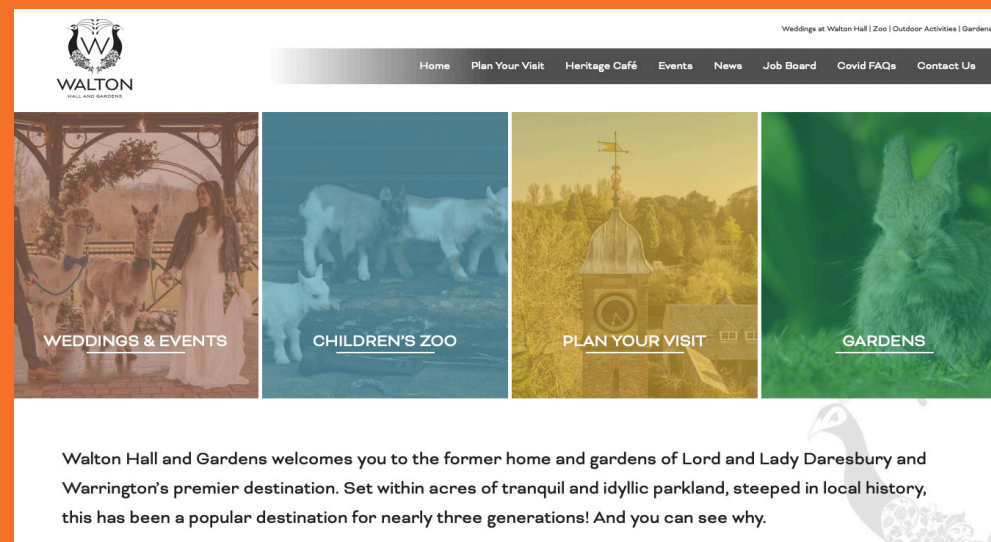 Weddings at Walton Hall | Zoo | Outdoor Activities | Gardens
W
WALTON
HALL AND GARDENS
Home Plan Your Visit Heritage Café Events News Job Board Covid FAQs Contact Us
WEDDINGS & EVENTS CHILDREN'S ZOO PLAN YOUR VISIT GARDENS
Walton Hall and Gardens welcomes you to the former home and gardens of Lord and Lady Daresbury and
Warrington's premier destination. Set within acres of tranquil and idyllic parkland, steeped in local history,
this has been a popular destination for nearly three generations! And you can see why.